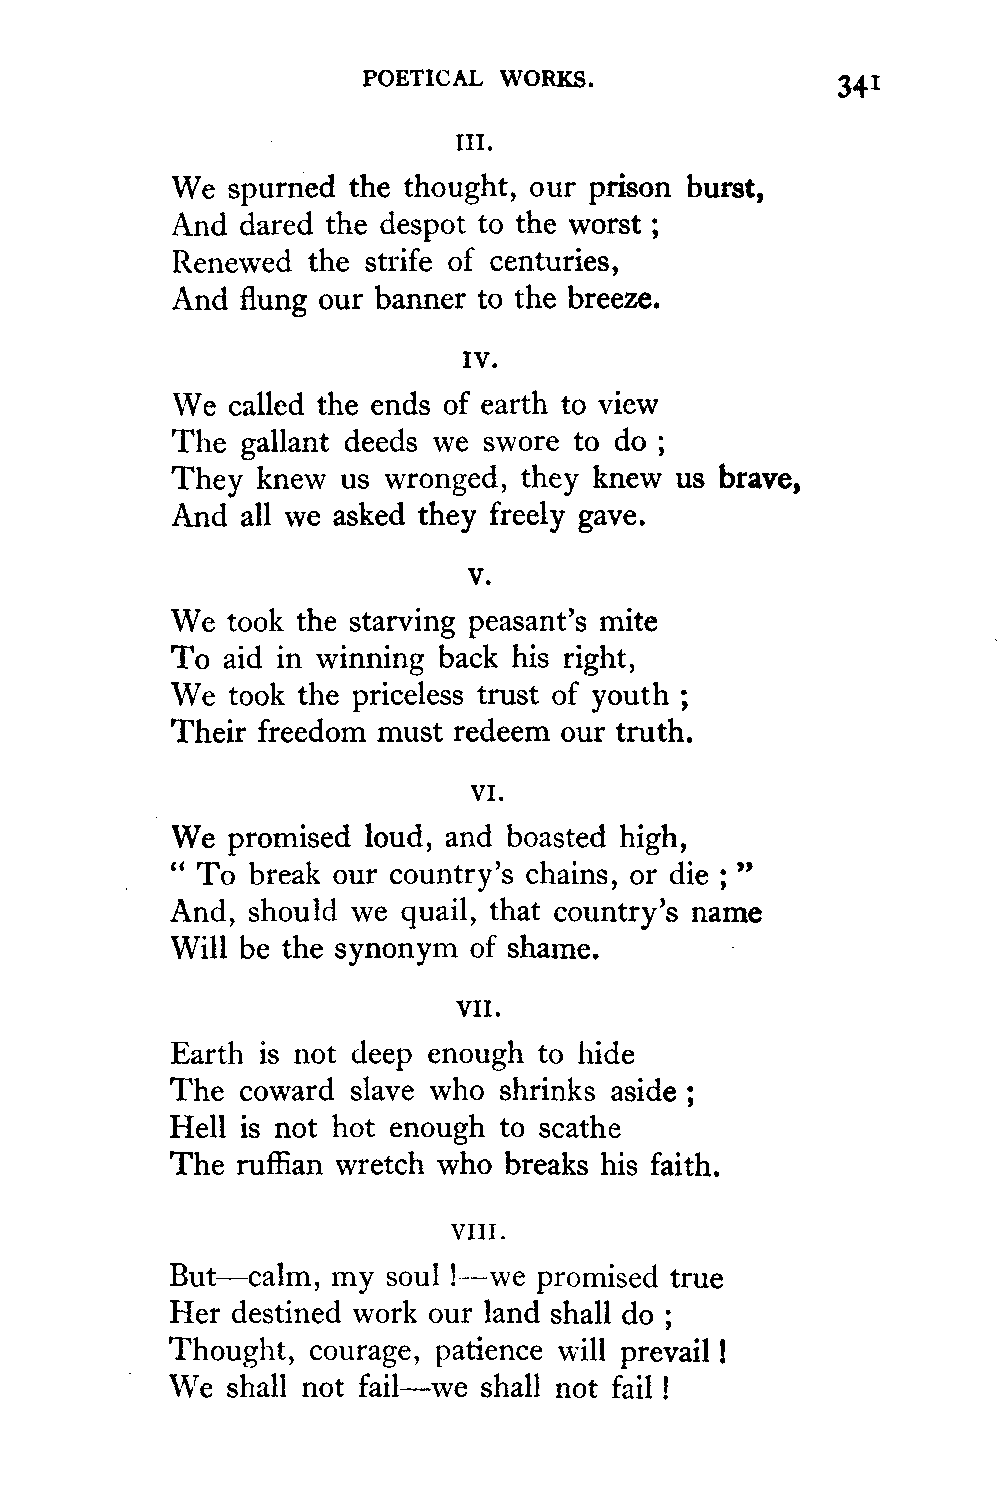 POETICAL WORKS. 341
III.
We spurned the thought, our prison burst,
And dared the despot to the worst ;
Renewed the strife of centuries,
And flung our banner to the breeze.
IV.
We called the ends of earth to view
The gallant deeds we swore to do ;
They knew us wronged, they knew us brave,
And all we asked they freely gave.
V.
We took the starving peasant's mite
To aid in winning back his right,
We took the priceless trust of youth ;
Their freedom must redeem our truth.
VI.
We promised loud, and boasted high,
“ To break our country's chains, or die ; ”
And, should we quail, that country's name
Will be the synonym of shame.
VII.
Earth is not deep enough to hide
The coward slave who shrinks aside ;
Hell is not hot enough to scathe
The ruffian wretch who breaks his faith.
VIII.
But—calm, my soul !—we promised true
Her destined work our land shall do ;
Thought, courage, patience will prevail !
We shall not fail—we shall not fail !